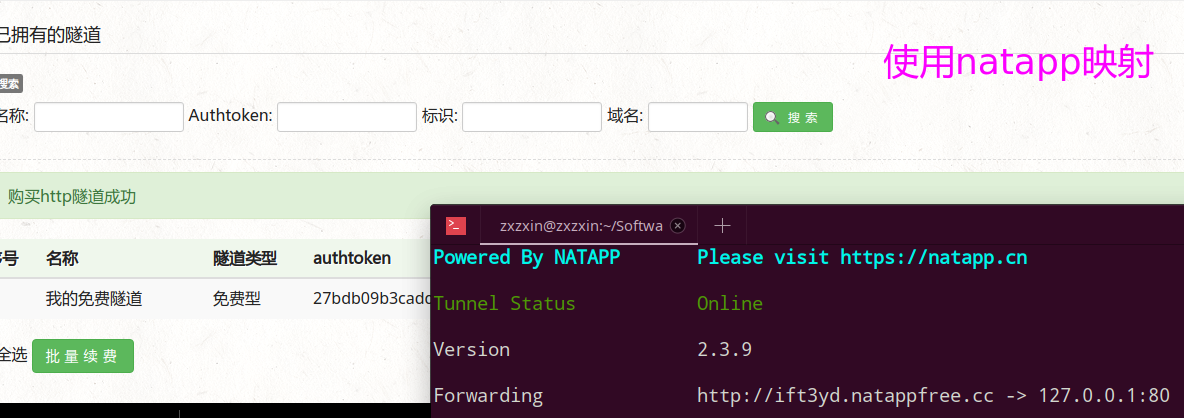 已拥有的隧道
使用natapp映射
搜索
名称: Authtoken: 标识: 域名: 搜 索
购买http隧道成功
zxzxin@zxzxin:~/Softwa
序号 名称 隧道类型 authtoken
Powered By NATAPP Please visit https://natapp.cn
我的免费隧道 免费型 27bdb09b3cadc
Tunnel Status Online
Version 2.3.9
全选 批量续费
Forwarding http://ift3yd.natappfree.cc -> 127.0.0.1:80